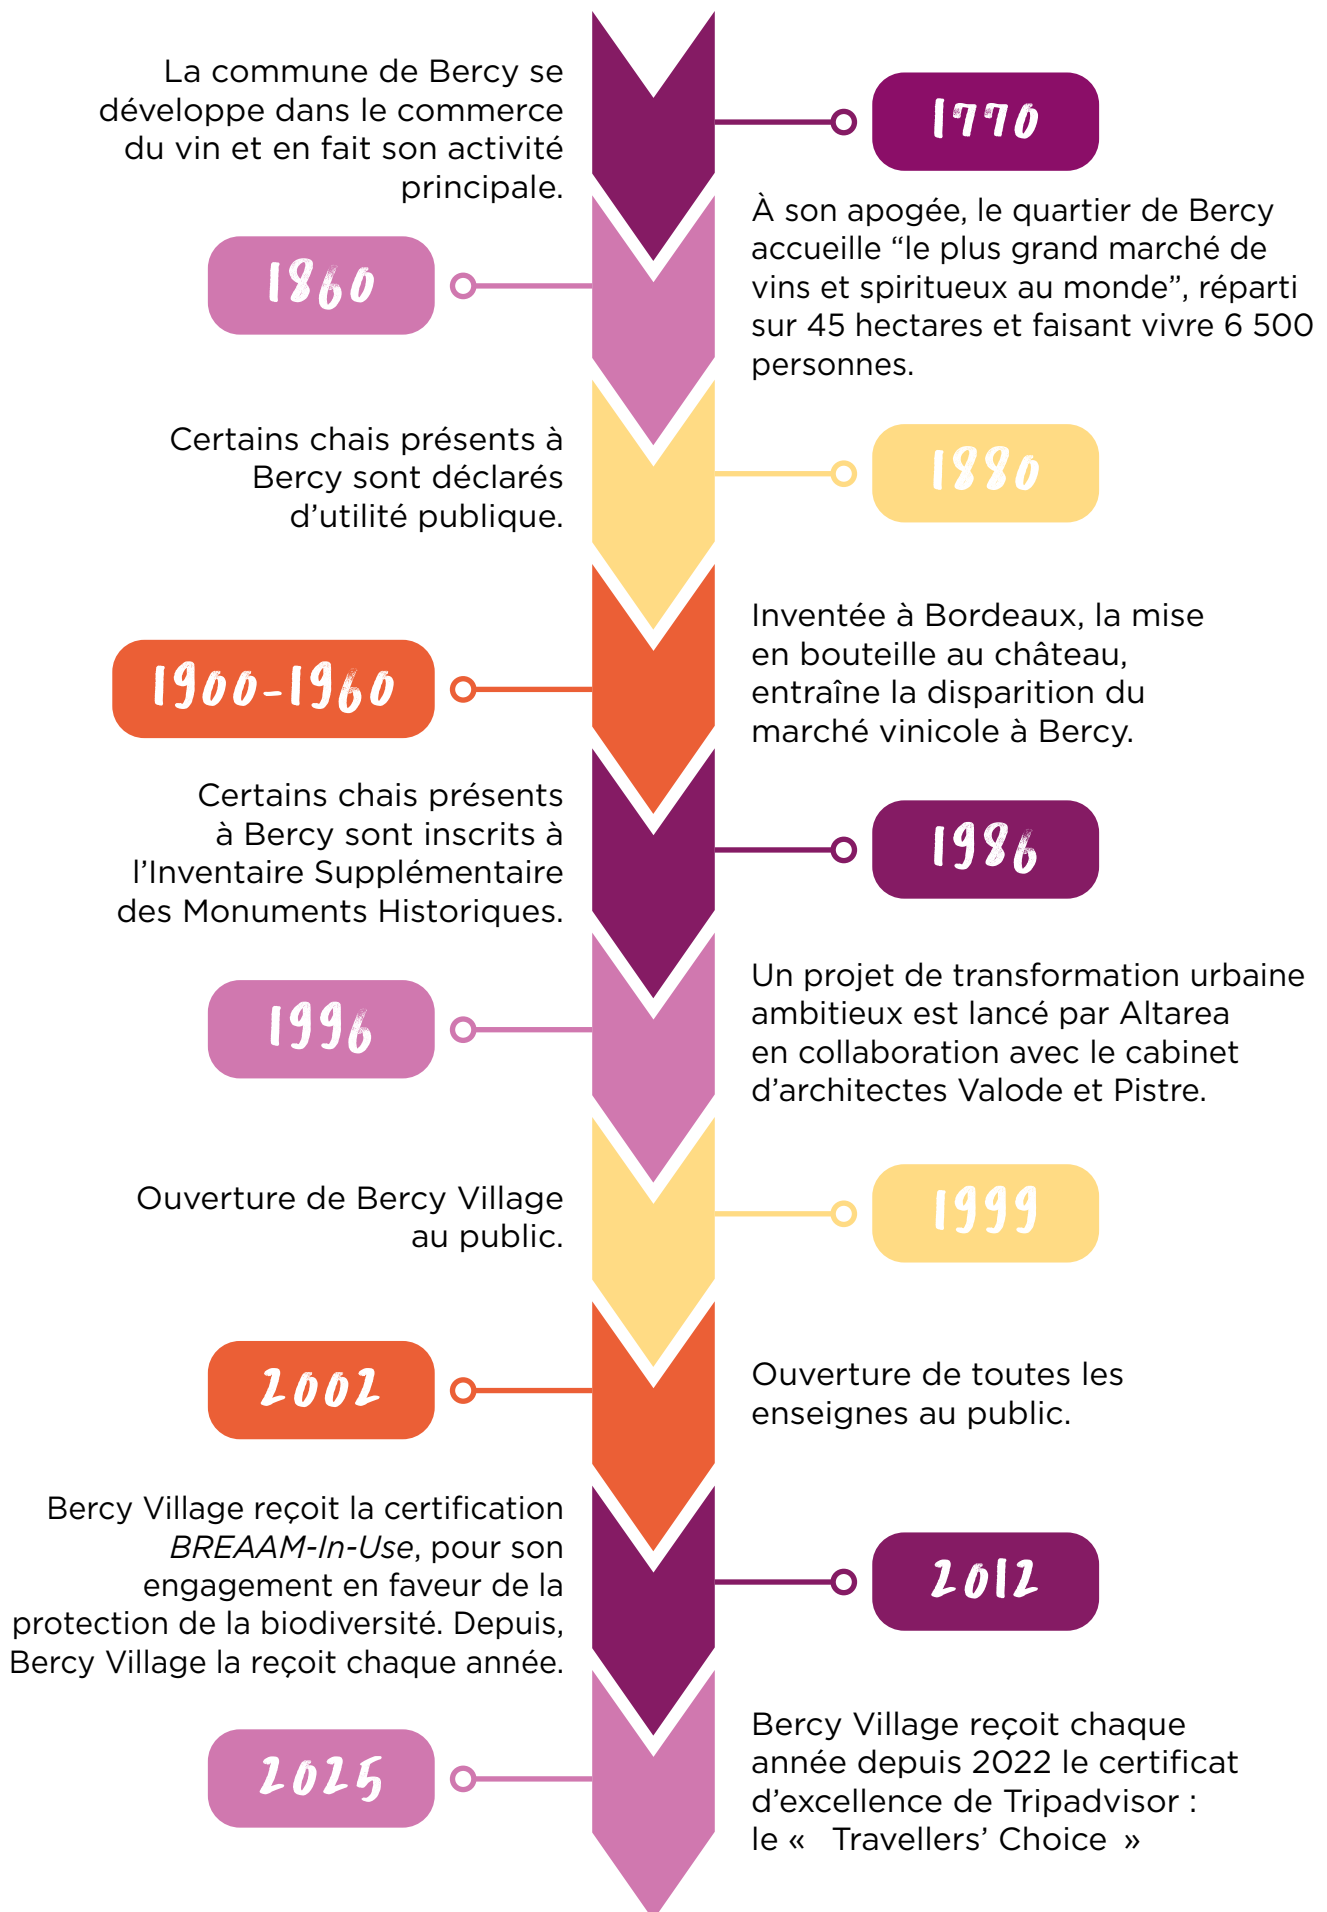 La commune de Bercy se
développe dans le commerce
du vin et en fait son activité
principale.
1770
1860
À son apogée, le quartier de Bercy
accueille “le plus grand marché de
vins et spiritueux au monde”, réparti
sur 45 hectares et faisant vivre 6 500
personnes.
Certains chais présents à
Bercy sont déclarés
d’utilité publique.
1880
1900-1960
Inventée à Bordeaux, la mise
en bouteille au château,
entraîne la disparition du
marché vinicole à Bercy.
Certains chais présents
à Bercy sont inscrits à
l’Inventaire Supplémentaire
des Monuments Historiques.
1986
1996
Un projet de transformation urbaine
ambitieux est lancé par Altarea
en collaboration avec le cabinet
d’architectes Valode et Pistre.
Ouverture de Bercy Village
au public.
1999
2002
Ouverture de toutes les
enseignes au public.
Bercy Village reçoit la certification
BREAAM-In-Use, pour son
engagement en faveur de la
protection de la biodiversité. Depuis,
Bercy Village la reçoit chaque année.
2012
2025
Bercy Village reçoit chaque
année depuis 2022 le certificat
d’excellence de Tripadvisor :
le « Travellers’ Choice »